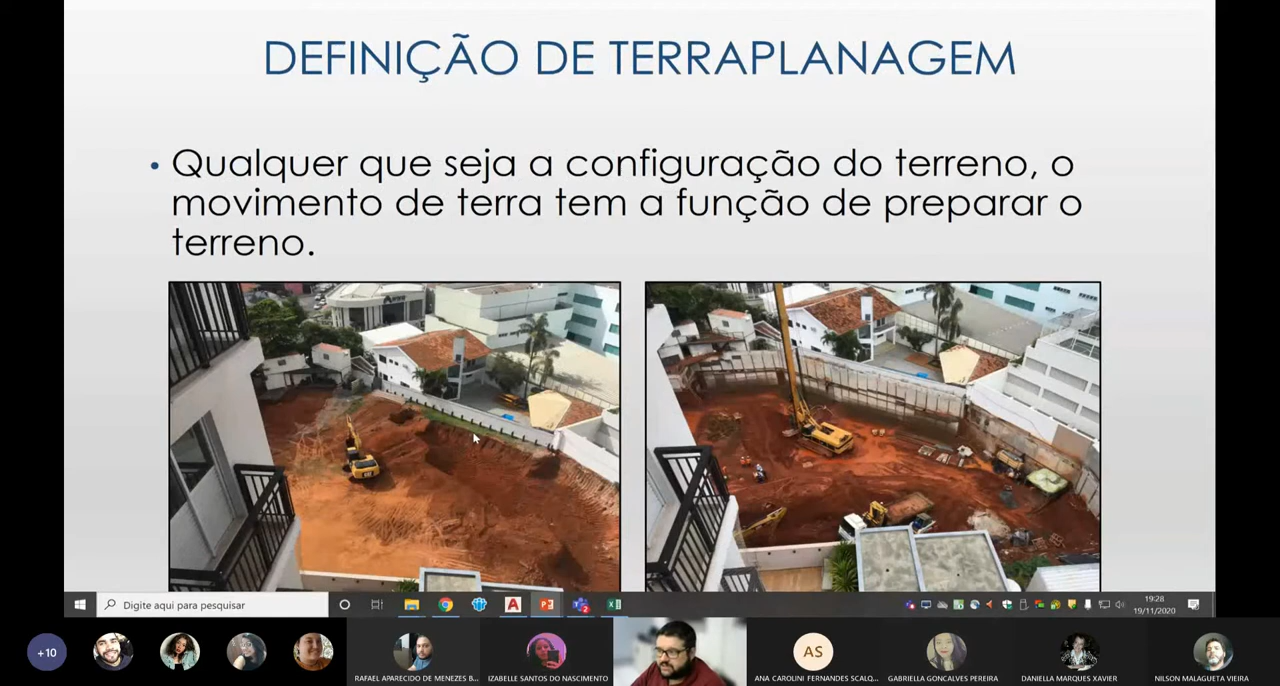 DEFINIÇÃO DE TERRAPLANAGEM
• Qualquer que seja a configuração do terreno, o
movimento de terra tem a função de preparar o
terreno.
Digite aqui para pesquisar
19:28
19/11/2020
+10
RAFAEL APARECIDO DE MENEZES B...
IZABELLE SANTOS DO NASCIMENTO
AS
ANA CAROLINI FERNANDES SCALQ...
GABRIELLA GONCALVES PEREIRA
DANIELLA MARQUES XAVIER
NILSON MALAGUETA VIEIRA